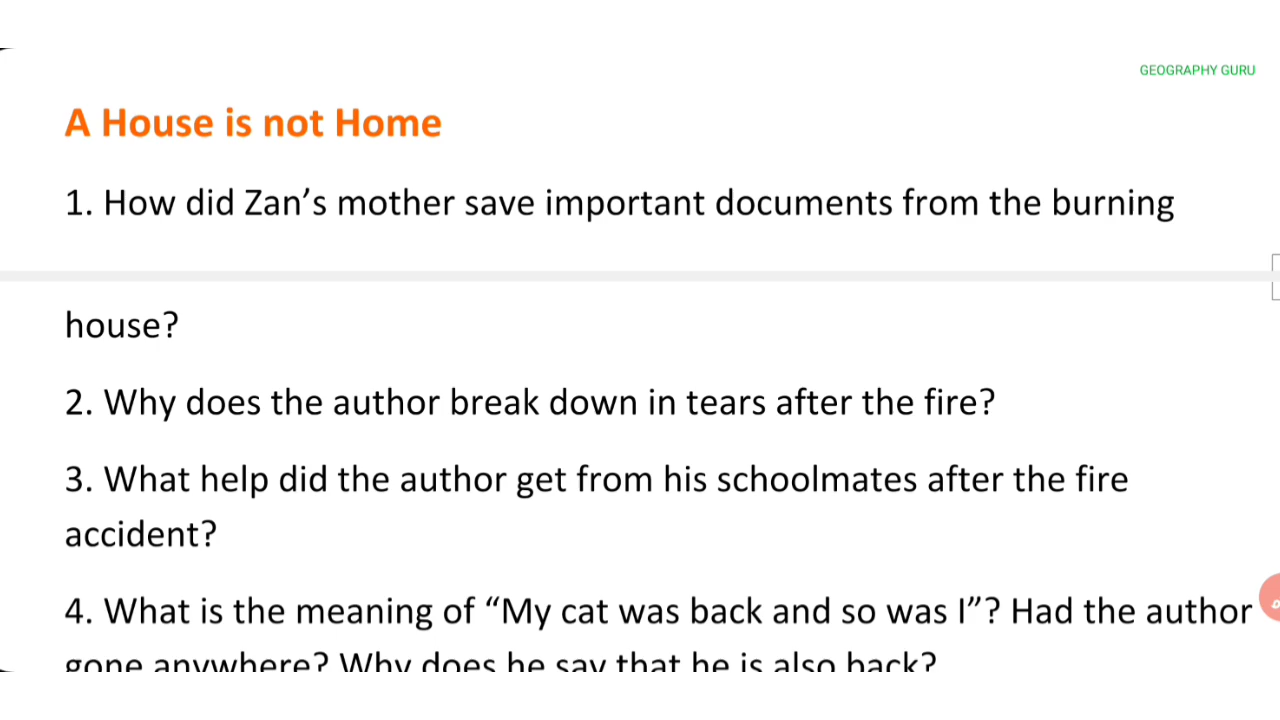 GEOGRAPHY GURU
A House is not Home
1. How did Zan’s mother save important documents from the burning
house?
2. Why does the author break down in tears after the fire?
3. What help did the author get from his schoolmates after the fire
accident?
4. What is the meaning of “My cat was back and so was I”? Had the author
gone anywhere? Why does he say that he is also back?